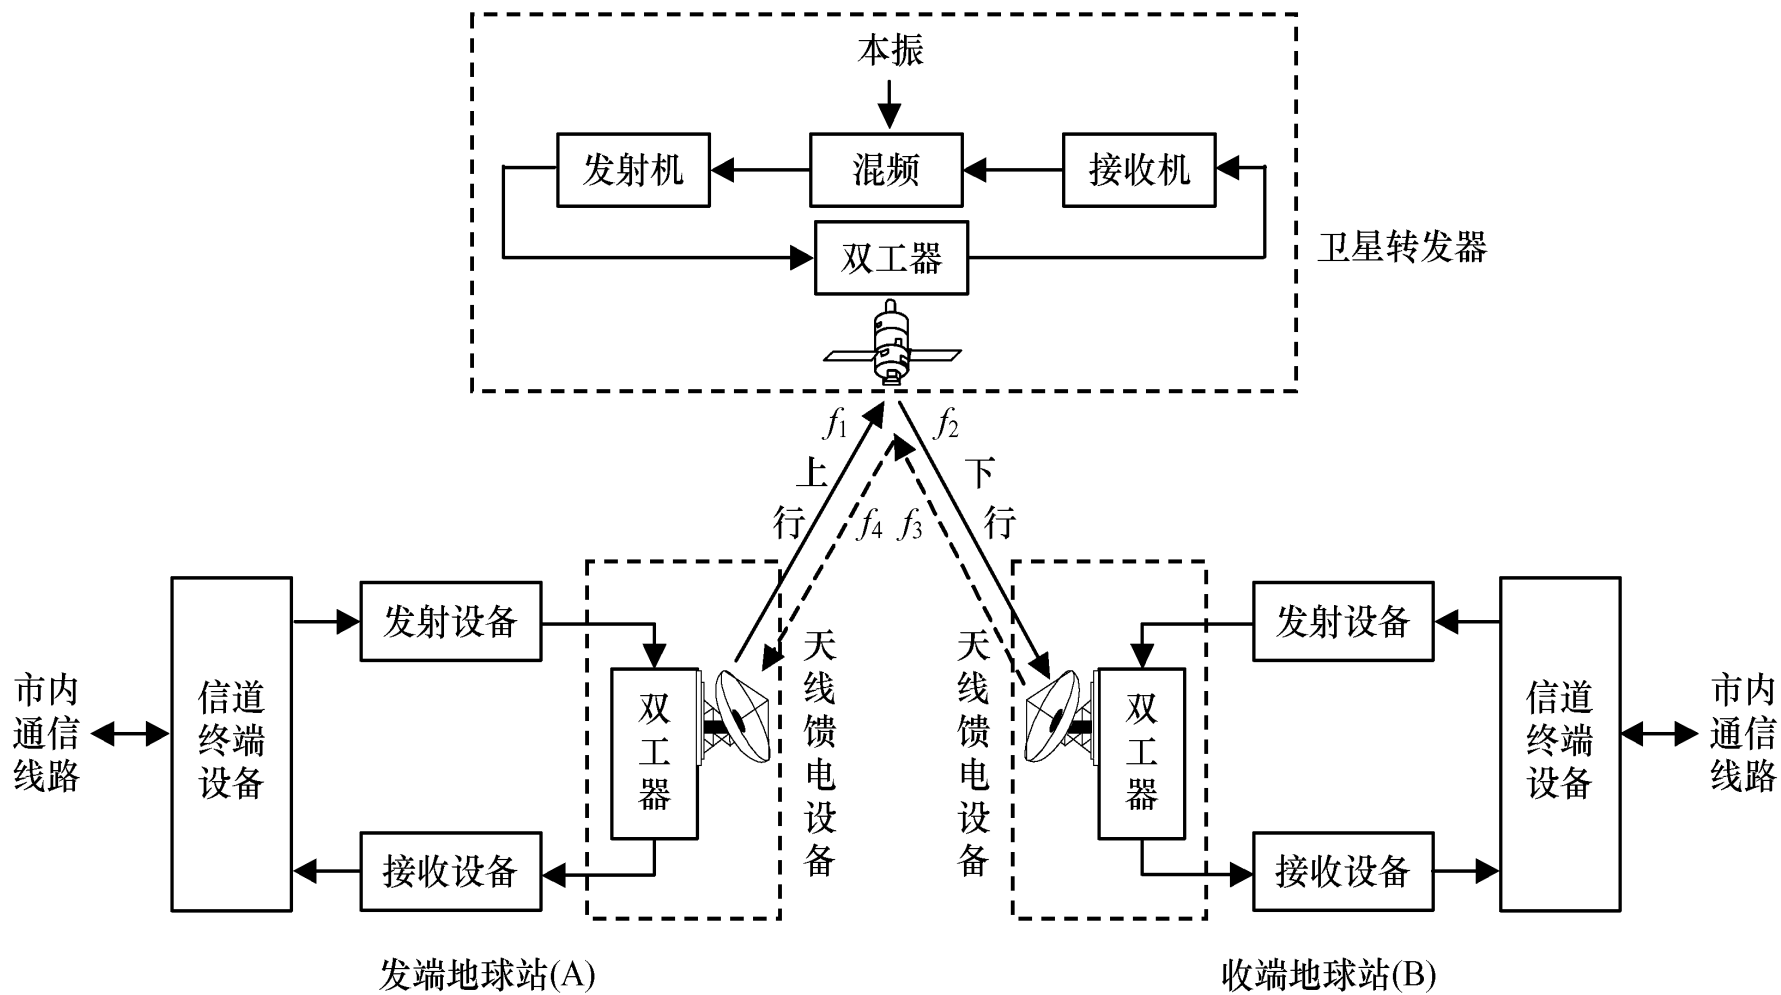 本振
发射机
混频
接收机
双工器
卫星转发器
f1
f2
上
行
下
行
f4
f3
发射设备
发射设备
市内
通信
线路
信道
终端
设备
双
工
器
天
线
馈
电
设
备
天
线
馈
电
设
备
双
工
器
信道
终端
设备
市内
通信
线路
接收设备
接收设备
发端地球站(A)
收端地球站(B)